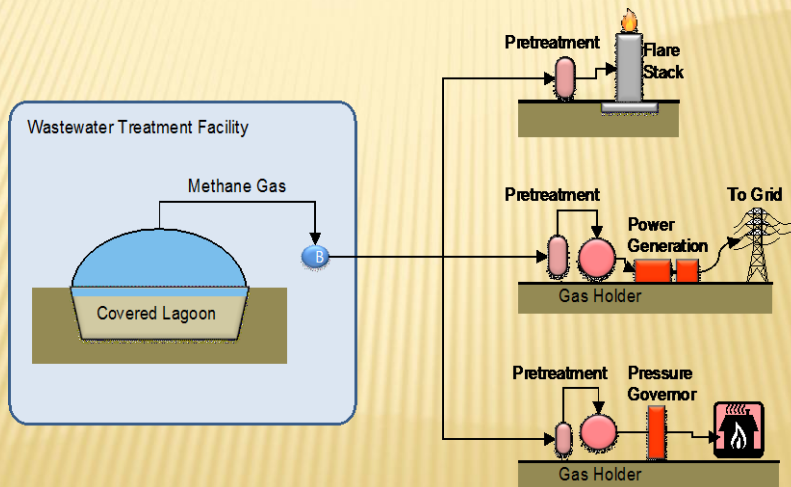 Wastewater Treatment Facility
Methane Gas
B
Covered Lagoon
Pretreatment
Flare
Stack
Pretreatment
Power
Generation
To Grid
Gas Holder
Pretreatment
Pressure
Governor
Gas Holder